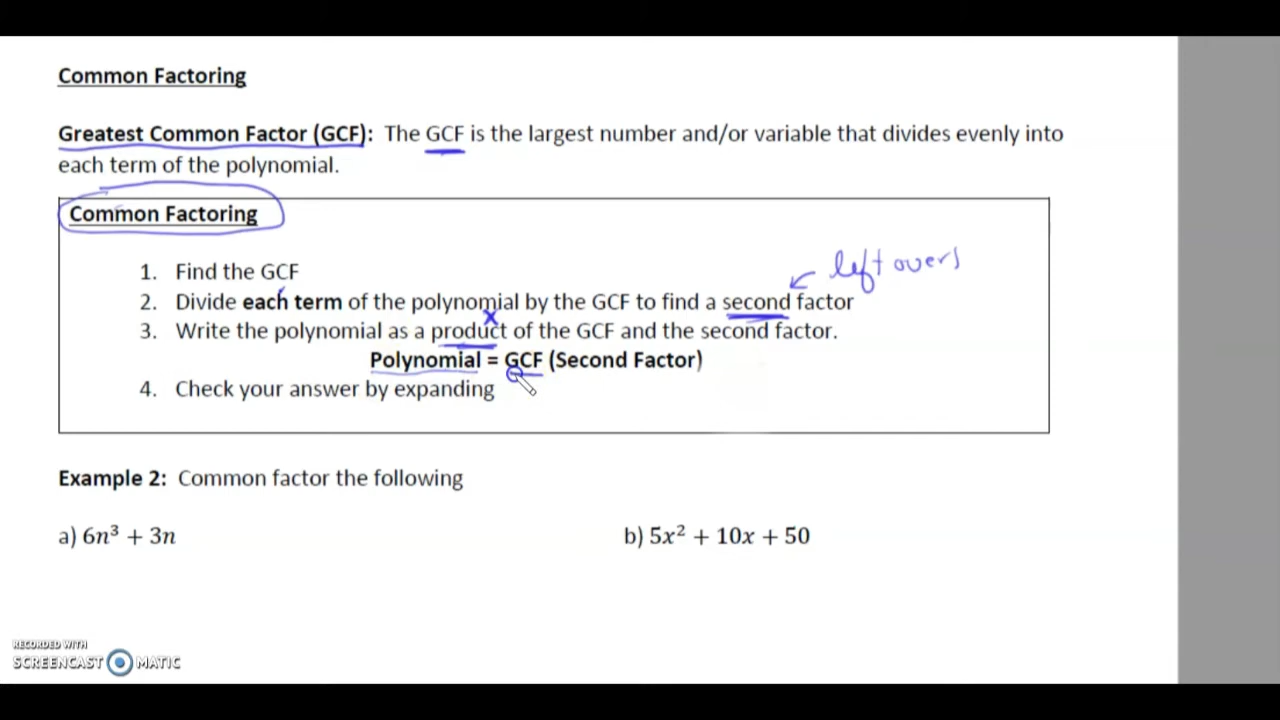 Common Factoring
Greatest Common Factor (GCF): The GCF is the largest number and/or variable that divides evenly into
each term of the polynomial.
Common Factoring
left overs
1. Find the GCF
2. Divide each term of the polynomial by the GCF to find a second factor
x
3. Write the polynomial as a product of the GCF and the second factor.
Polynomial = GCF (Second Factor)
4. Check your answer by expanding
Example 2: Common factor the following
a) 6n³ + 3n
b) 5x² + 10x + 50
RECORDED WITH
SCREENCAST MATIC